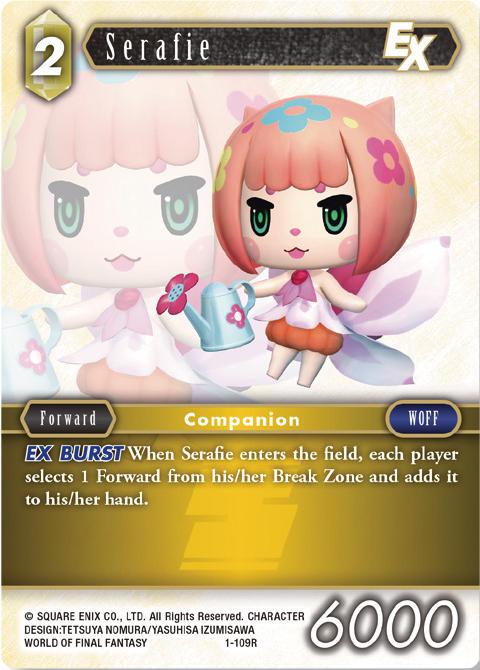 2
Serafie
EX
Forward
Companion
WOFF
EX BURST When Serafie enters the field, each player
selects 1 Forward from his/her Break Zone and adds it
to his/her hand.
© SQUARE ENIX CO., LTD. All Rights Reserved. CHARACTER
DESIGN:TETSUYA NOMURA/YASUHISA IZUMISAWA
WORLD OF FINAL FANTASY 1-109R
6000